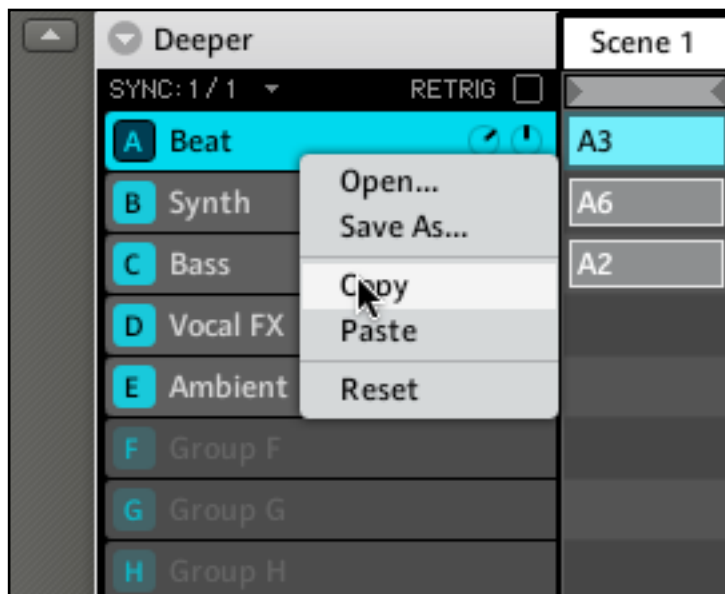 Deeper
Scene 1
SYNC: 1 / 1
RETRIG
A Beat
A3
B Synth
A6
C Bass
A2
D Vocal FX
E Ambient
F Group F
G Group G
H Group H
Open...
Save As...
Copy
Paste
Reset